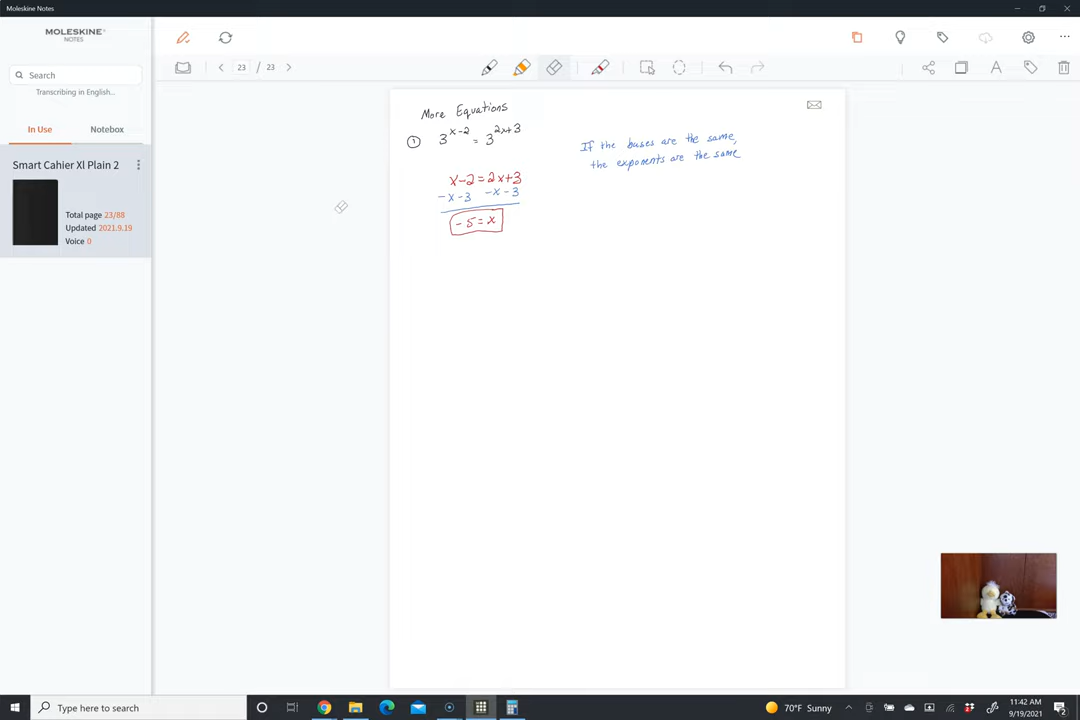 Moleskine Notes
MOLESKINE®
NOTES
Search
Transcribing in English...
In Use
Notebox
Smart Cahier Xl Plain 2
Total page 23/88
Updated 2021.9.19
Voice 0
23 / 23
A
More Equations
① 3^{x-2} = 3^{2x+3}
If the bases are the same,
the exponents are the same
x-2 = 2x+3
-x-3 -x-3
-5 = x
Type here to search
70°F Sunny
11:42 AM
9/19/2021
2